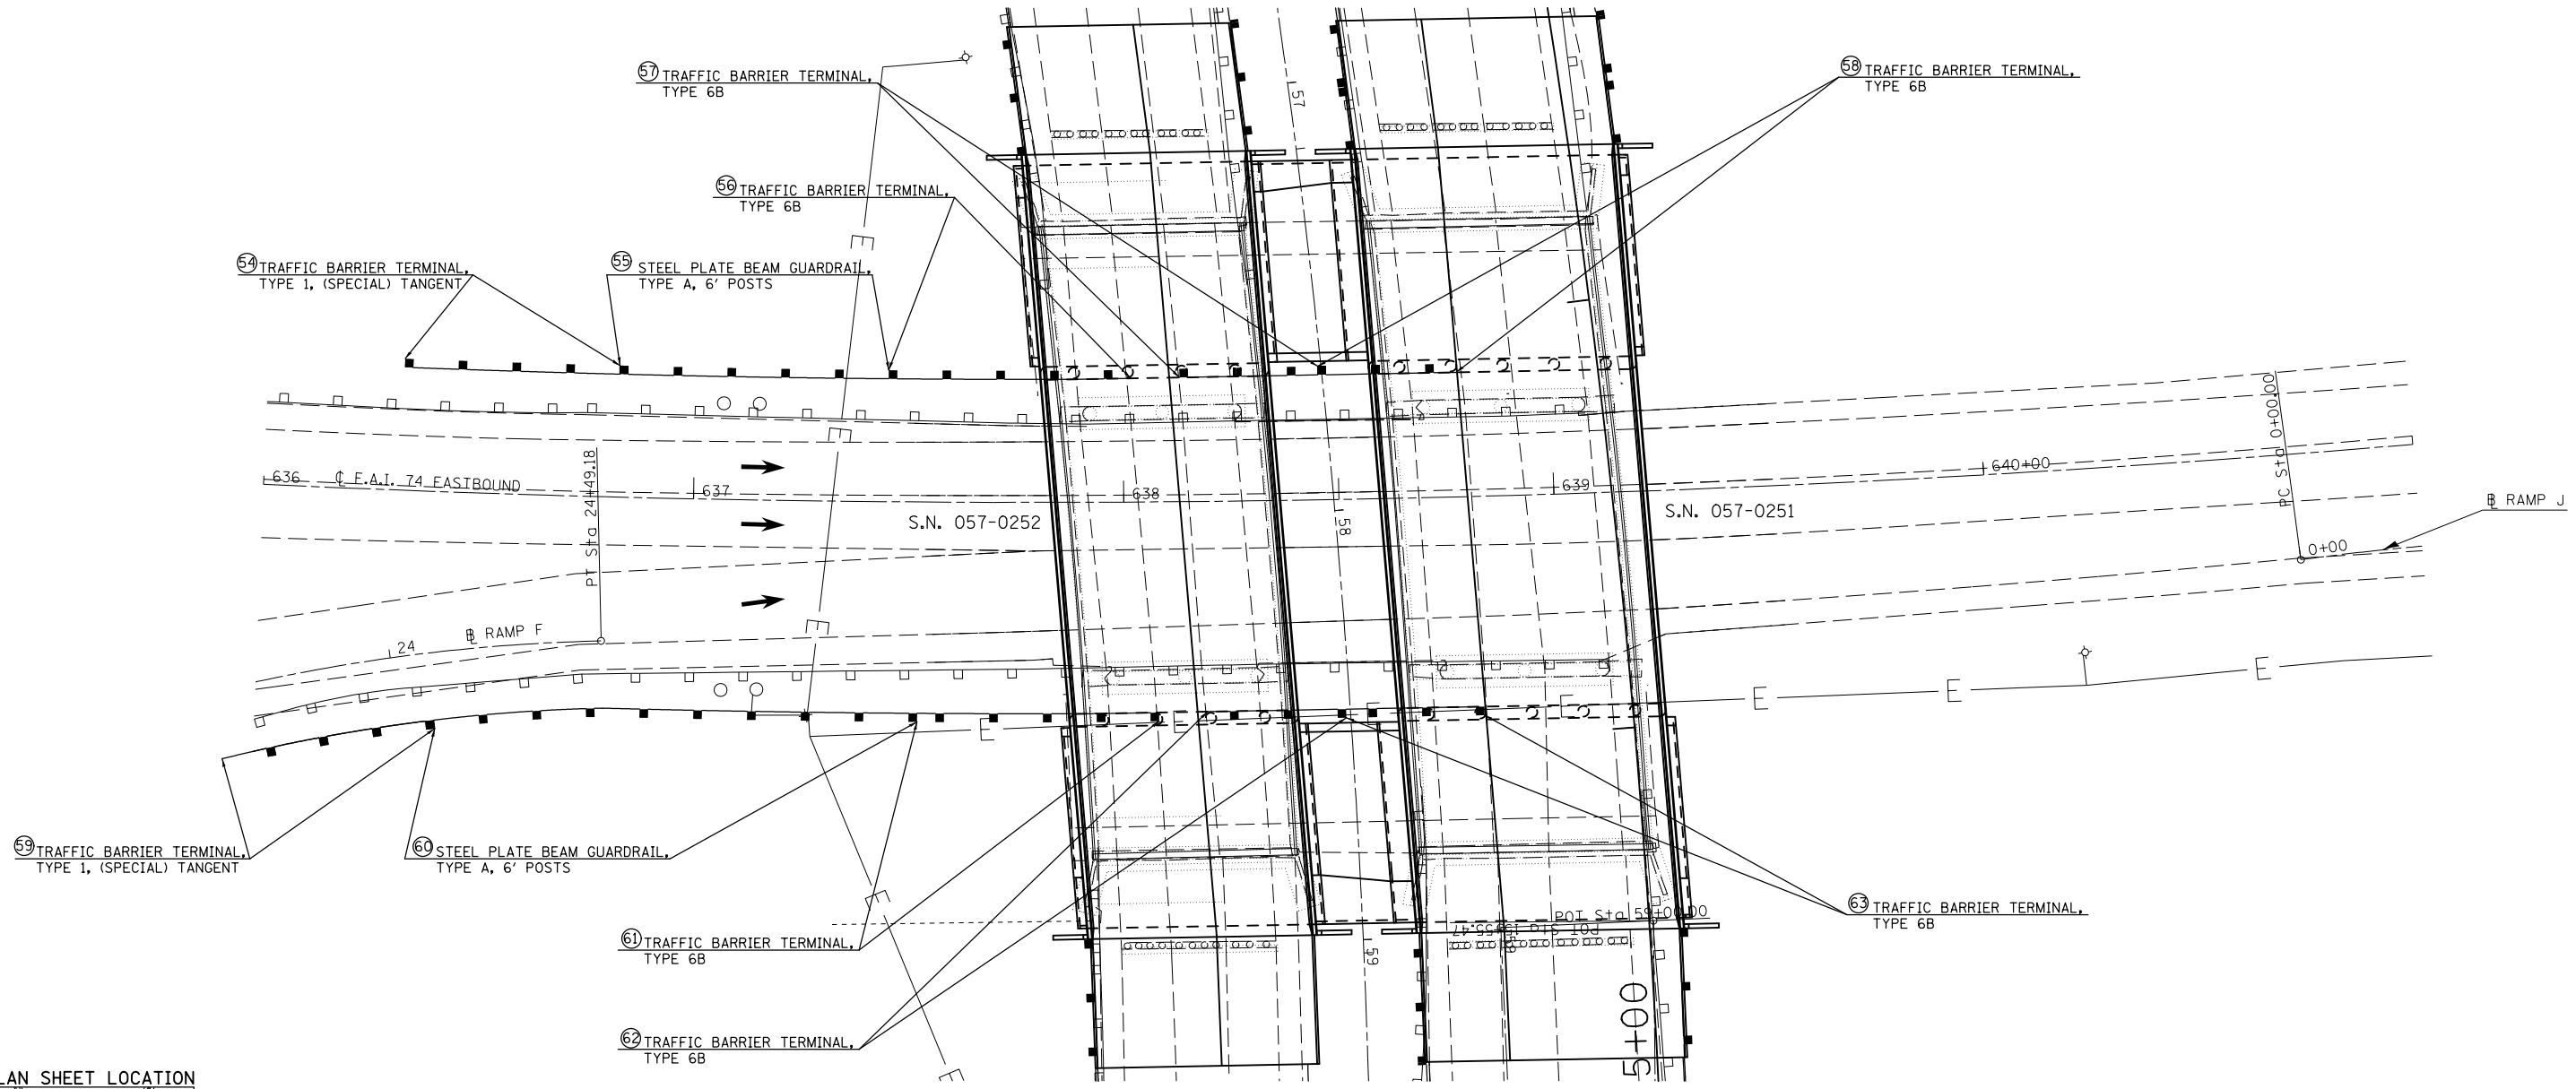 57 TRAFFIC BARRIER TERMINAL,
TYPE 6B
58 TRAFFIC BARRIER TERMINAL,
TYPE 6B
57
56 TRAFFIC BARRIER TERMINAL,
TYPE 6B
E
54 TRAFFIC BARRIER TERMINAL,
TYPE 1, (SPECIAL) TANGENT
55 STEEL PLATE BEAM GUARDRAIL,
TYPE A, 6' POSTS
E
636
℄ F.A.I. 74 EASTBOUND
PT Sta 24+49.18
637
638
639
640+00
PC Sta 0+00.00
S.N. 057-0252
58
S.N. 057-0251
℄ RAMP J
0+00
24
℄ RAMP F
E
E
E
E
E
E
E
E
59 TRAFFIC BARRIER TERMINAL,
TYPE 1, (SPECIAL) TANGENT
60 STEEL PLATE BEAM GUARDRAIL,
TYPE A, 6' POSTS
E
61 TRAFFIC BARRIER TERMINAL,
TYPE 6B
63 TRAFFIC BARRIER TERMINAL,
TYPE 6B
POT Sta 59+00.00
59
62 TRAFFIC BARRIER TERMINAL,
TYPE 6B
5+00
E
LAN SHEET LOCATION